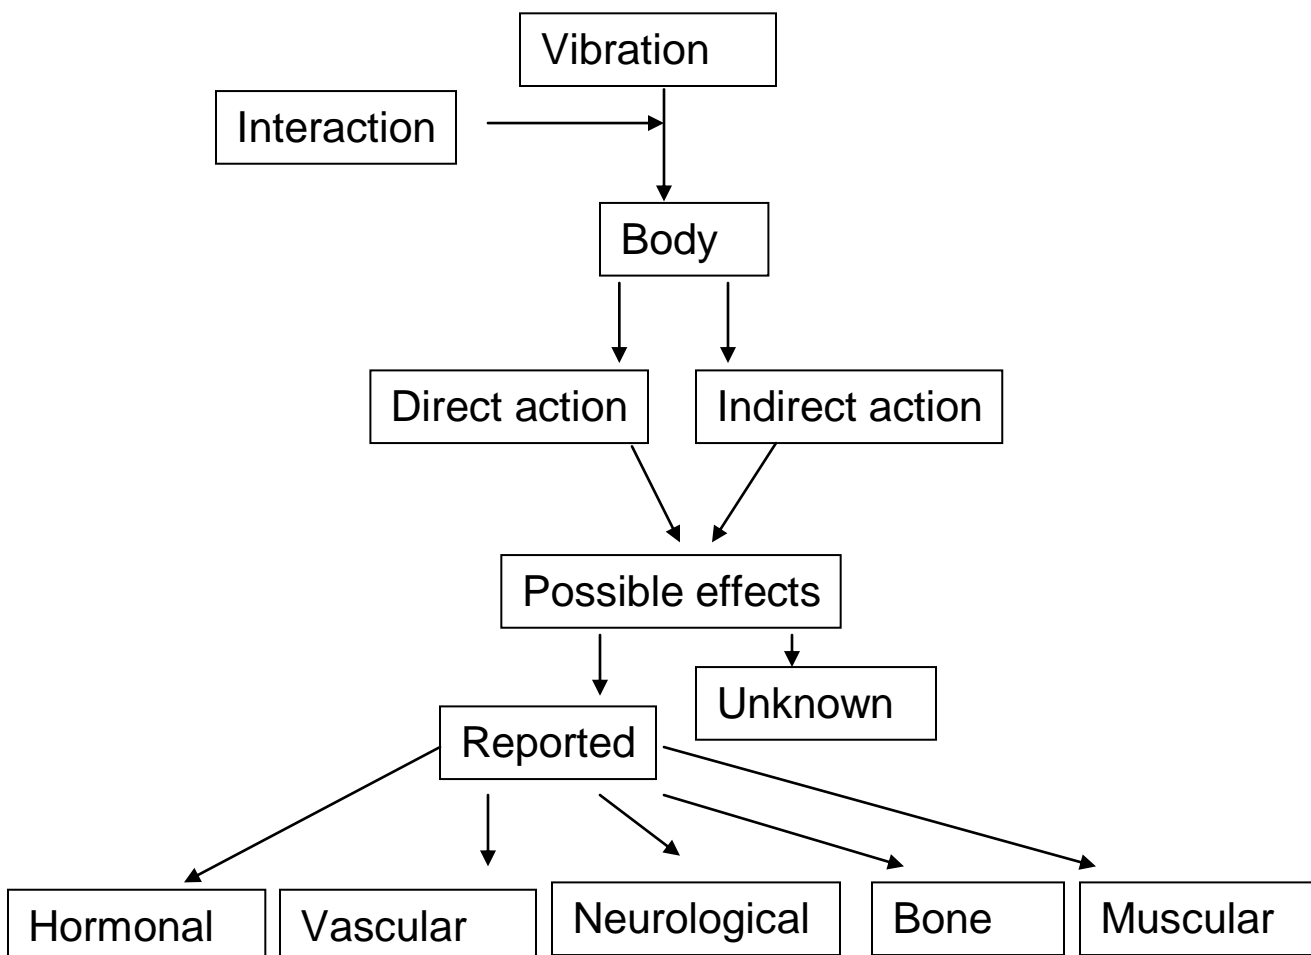 Vibration
Interaction
Body
Direct action
Indirect action
Possible effects
Unknown
Reported
Hormonal
Vascular
Neurological
Bone
Muscular